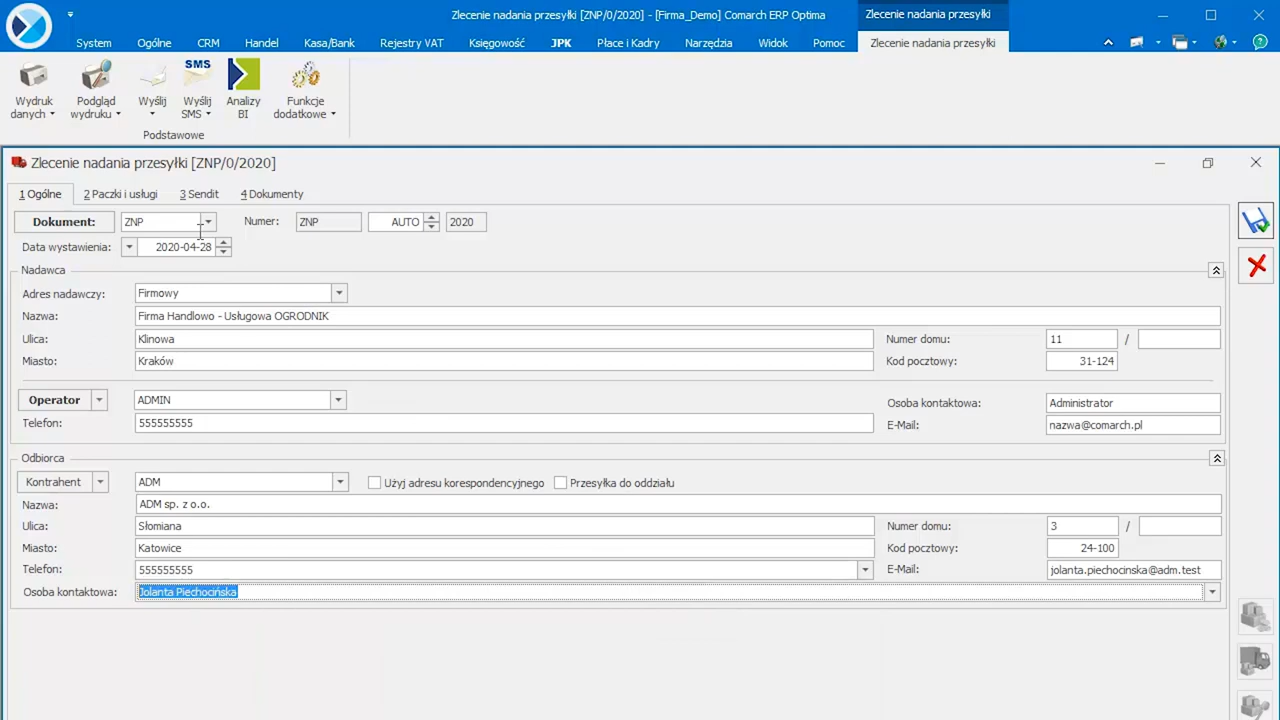 Zlecenie nadania przesyłki [ZNP/0/2020] - [Firma_Demo] Comarch ERP Optima
Zlecenie nadania przesyłki
System Ogólne CRM Handel Kasa/Bank Rejestry VAT Księgowość JPK Płace i Kadry Narzędzia Widok Pomoc Zlecenie nadania przesyłki
SMS
Wydruk danych
Podgląd wydruku
Wyślij
Wyślij SMS
Analizy BI
Funkcje dodatkowe
Podstawowe
Zlecenie nadania przesyłki [ZNP/0/2020]
1 Ogólne 2 Paczki i usługi 3 Sendit 4 Dokumenty
Dokument: ZNP Numer: ZNP AUTO 2020
Data wystawienia: 2020-04-28
Nadawca
Adres nadawczy: Firmowy
Nazwa: Firma Handlowo - Usługowa OGRODNIK
Ulica: Klinowa Numer domu: 11 /
Miasto: Kraków Kod pocztowy: 31-124
Operator ADMIN Osoba kontaktowa: Administrator
Telefon: 555555555 E-Mail: nazwa@comarch.pl
Odbiorca
Kontrahent ADM Użyj adresu korespondencyjnego Przesyłka do oddziału
Nazwa: ADM sp. z o.o.
Ulica: Słomiana Numer domu: 3 /
Miasto: Katowice Kod pocztowy: 24-100
Telefon: 555555555 E-Mail: jolanta.piechocinska@adm.test
Osoba kontaktowa: Jolanta Piechocińska